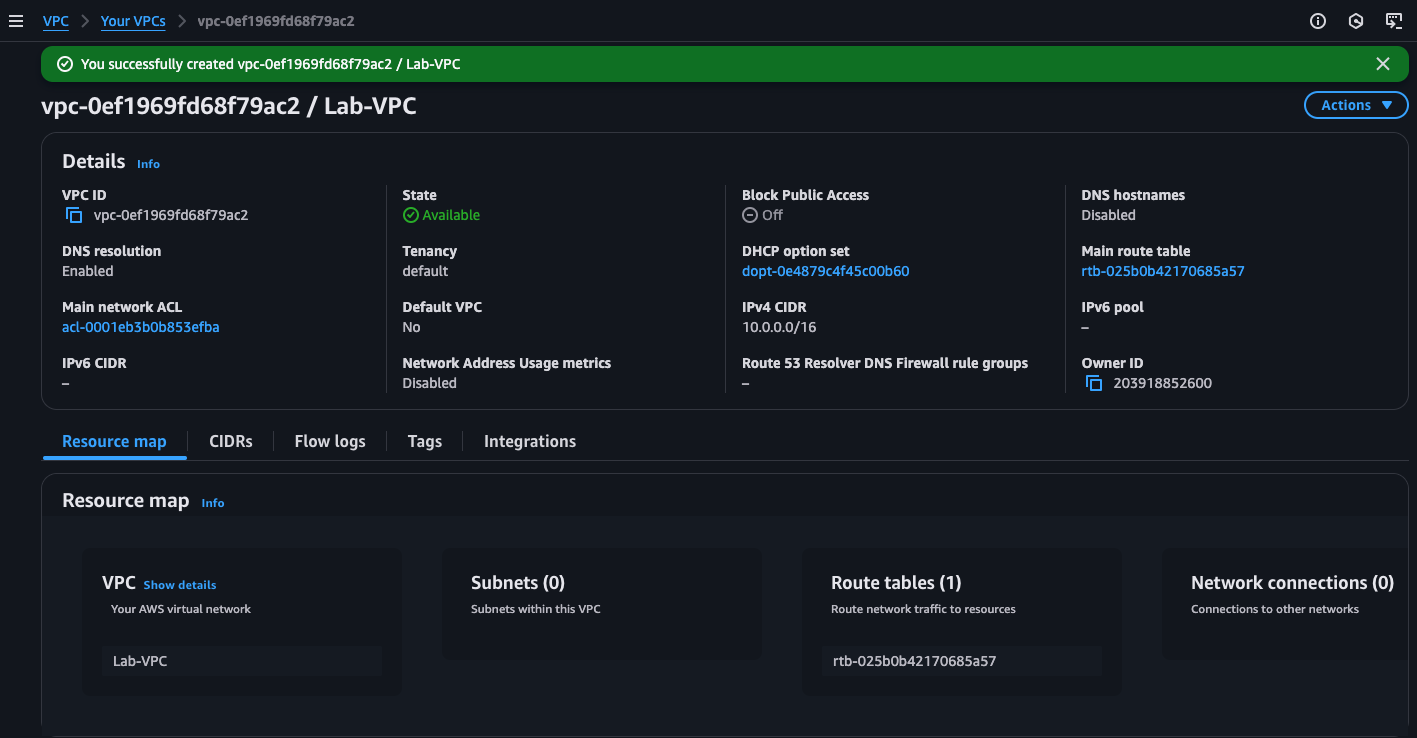 VPC Your VPCs vpc-0ef1969fd68f79ac2
You successfully created vpc-0ef1969fd68f79ac2 / Lab-VPC
vpc-0ef1969fd68f79ac2 / Lab-VPC
Actions
Details Info
VPC ID
vpc-0ef1969fd68f79ac2
State
Available
Block Public Access
Off
DNS hostnames
Disabled
DNS resolution
Enabled
Tenancy
default
DHCP option set
dopt-0e4879c4f45c00b60
Main route table
rtb-025b0b42170685a57
Main network ACL
acl-0001eb3b0b853efba
Default VPC
No
IPv4 CIDR
10.0.0.0/16
IPv6 pool
–
IPv6 CIDR
–
Network Address Usage metrics
Disabled
Route 53 Resolver DNS Firewall rule groups
–
Owner ID
203918852600
Resource map CIDRs Flow logs Tags Integrations
Resource map Info
VPC Show details
Your AWS virtual network
Lab-VPC
Subnets (0)
Subnets within this VPC
Route tables (1)
Route network traffic to resources
rtb-025b0b42170685a57
Network connections (0)
Connections to other networks